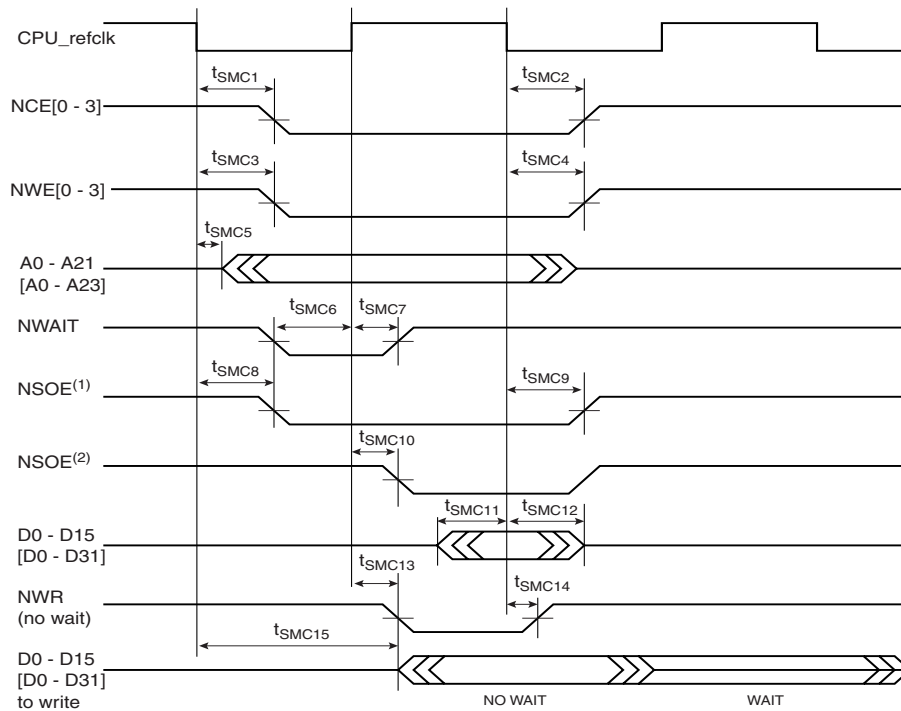 CPU_refclk
tSMC1
tSMC2
NCE[0 - 3]
tSMC3
tSMC4
NWE[0 - 3]
tSMC5
A0 - A21
[A0 - A23]
tSMC6
tSMC7
NWAIT
tSMC8
tSMC9
NSOE(1)
tSMC10
NSOE(2)
tSMC11
tSMC12
D0 - D15
[D0 - D31]
tSMC13
tSMC14
NWR
(no wait)
tSMC15
D0 - D15
[D0 - D31]
to write
NO WAIT
WAIT